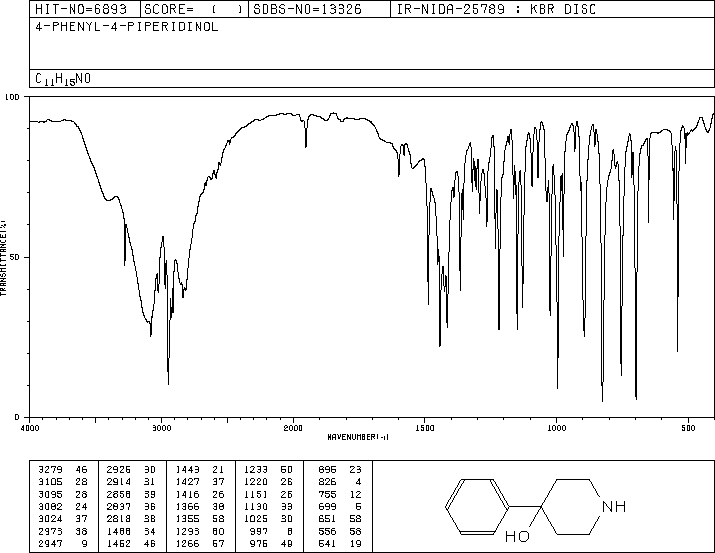 HIT-NO=6893 SCORE= ( ) SDBS-NO=13326 IR-NIDA-25789 : KBR DISC
4-PHENYL-4-PIPERIDINOL
C11H15NO
100
50
0
TRANSMITTANCE(%)
4000 3000 2000 1500 1000 500
WAVENUMBER(-1)
3279 46 2926 30 1443 21 1233 50 896 23
3105 28 2914 31 1427 37 1220 26 826 4
3095 28 2858 39 1416 26 1151 26 755 12
3082 24 2837 36 1366 38 1130 33 699 5
3024 37 2818 38 1355 58 1025 30 651 58
2973 38 1488 34 1293 60 997 8 556 58
2947 9 1452 46 1266 57 976 49 541 19
NH
HO